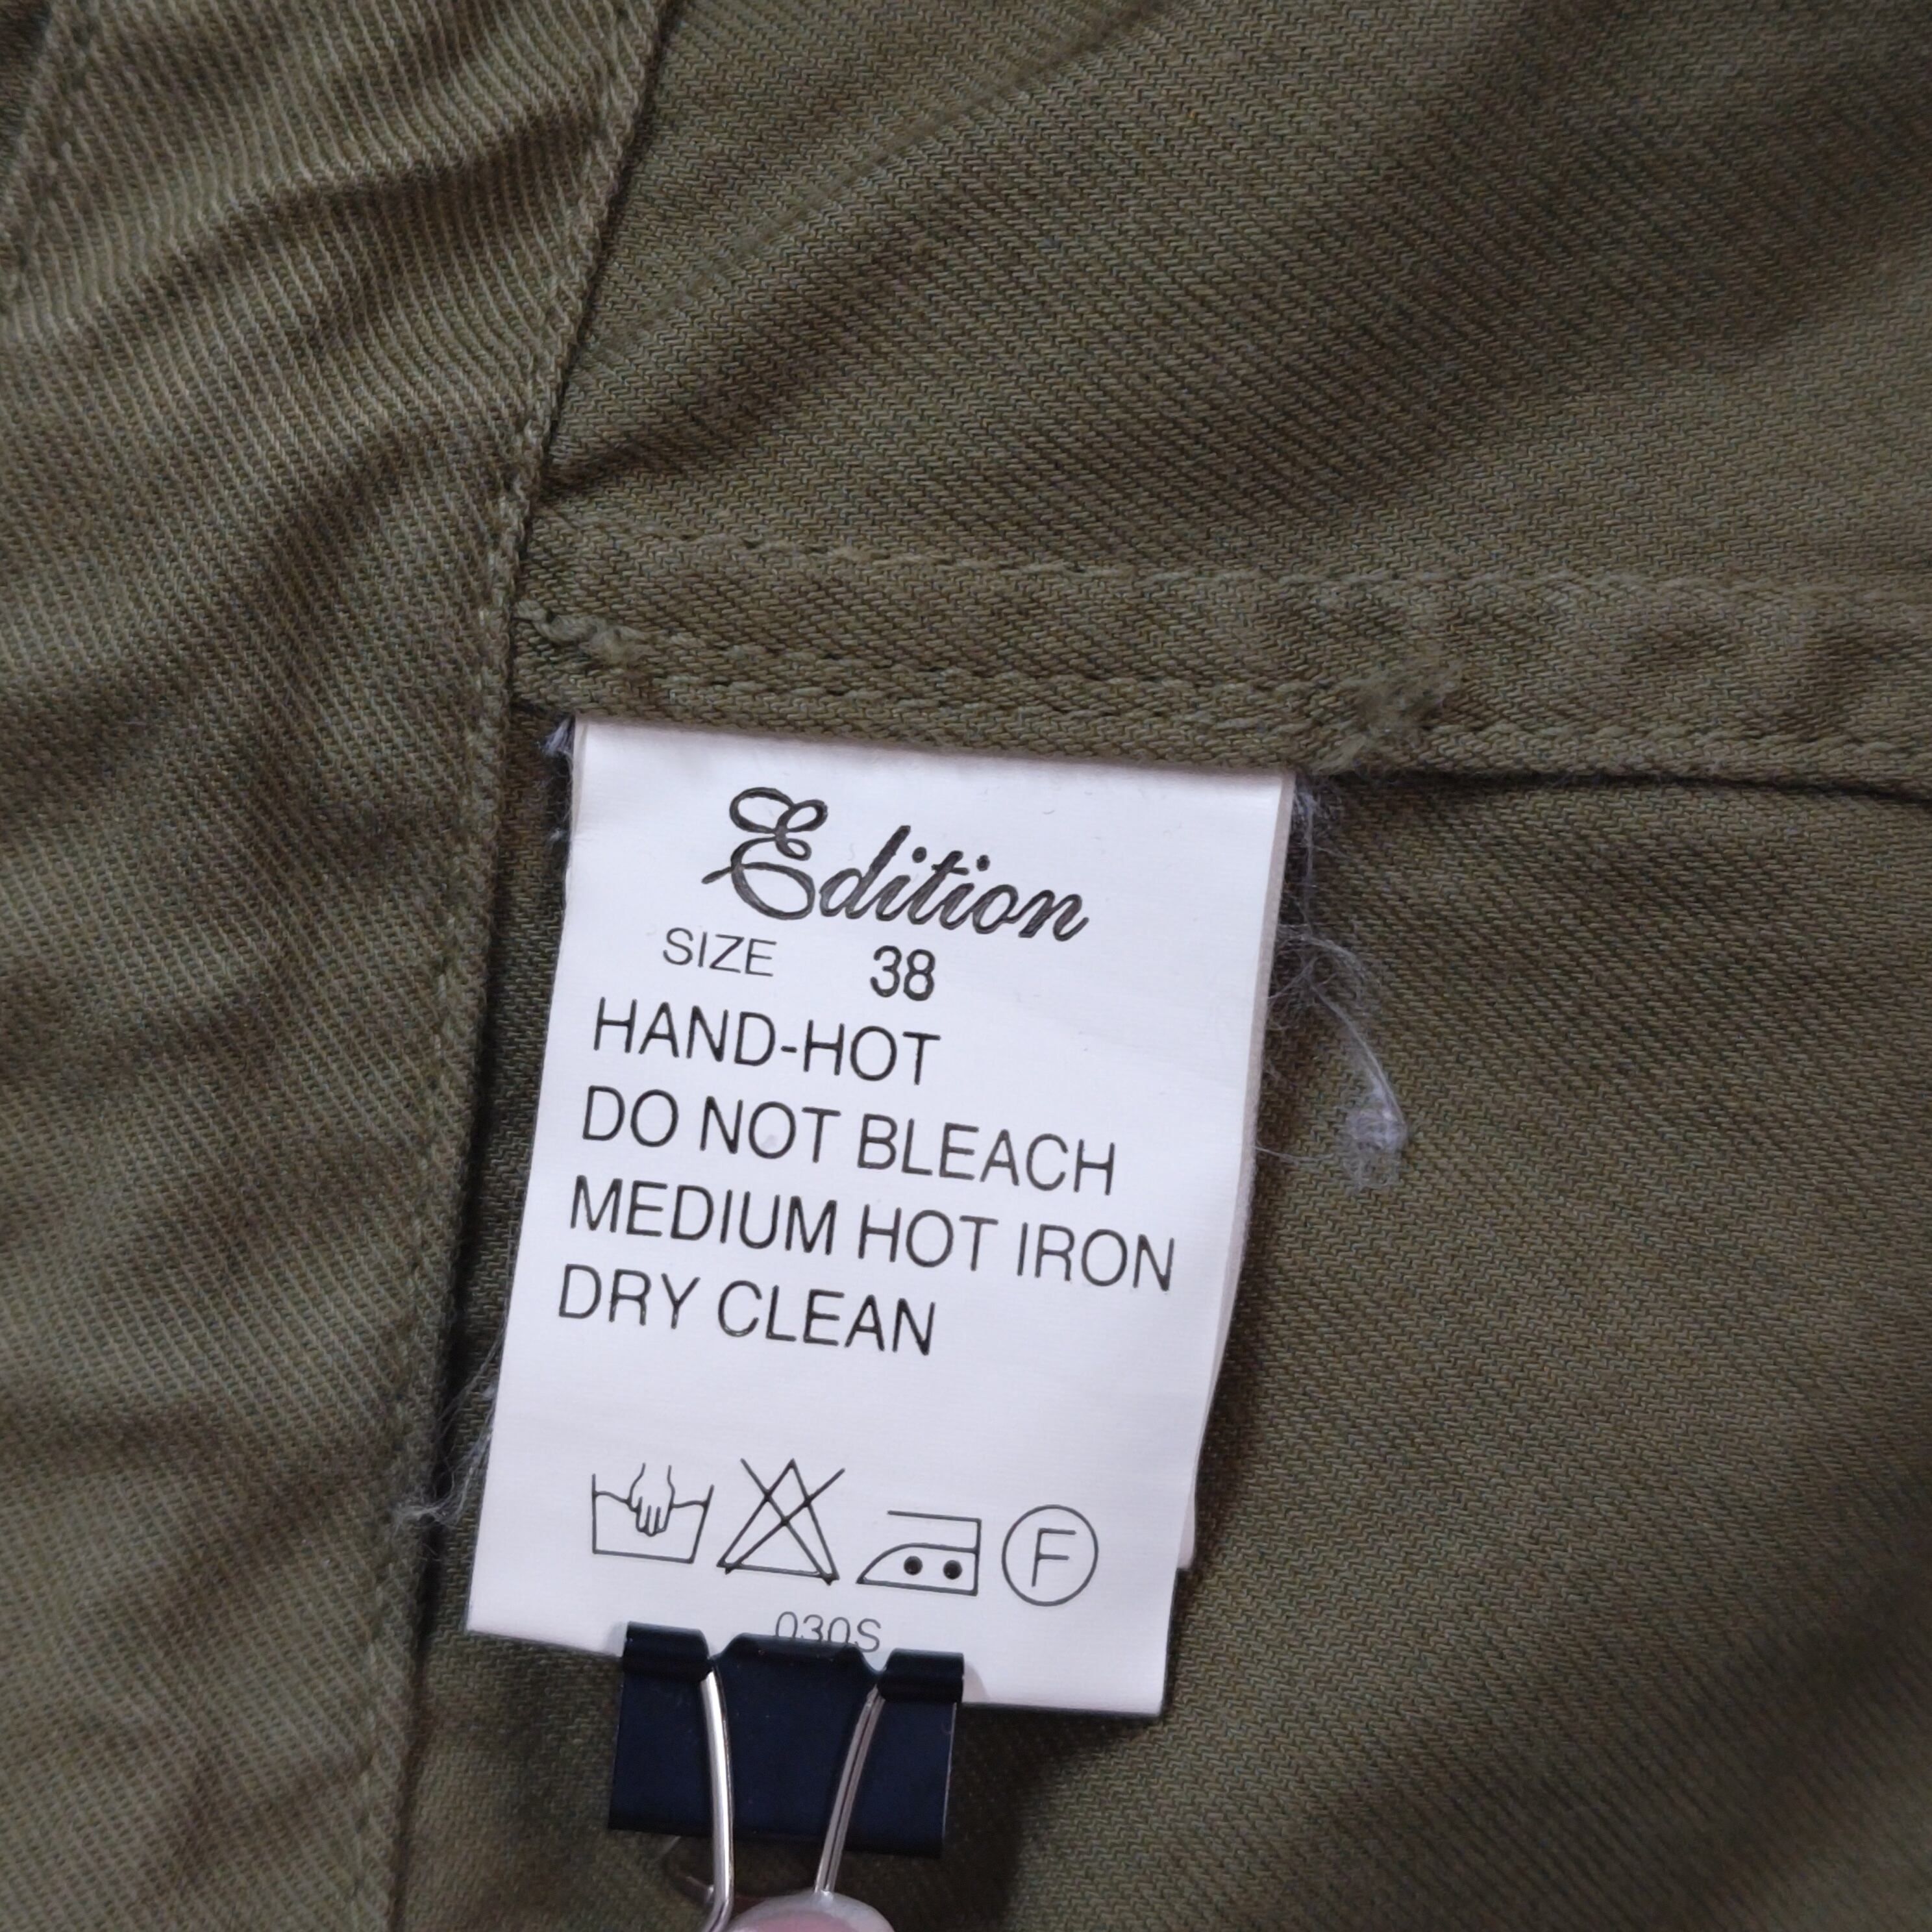 Edition
SIZE 38
HAND-HOT
DO NOT BLEACH
MEDIUM HOT IRON
DRY CLEAN
F
030S